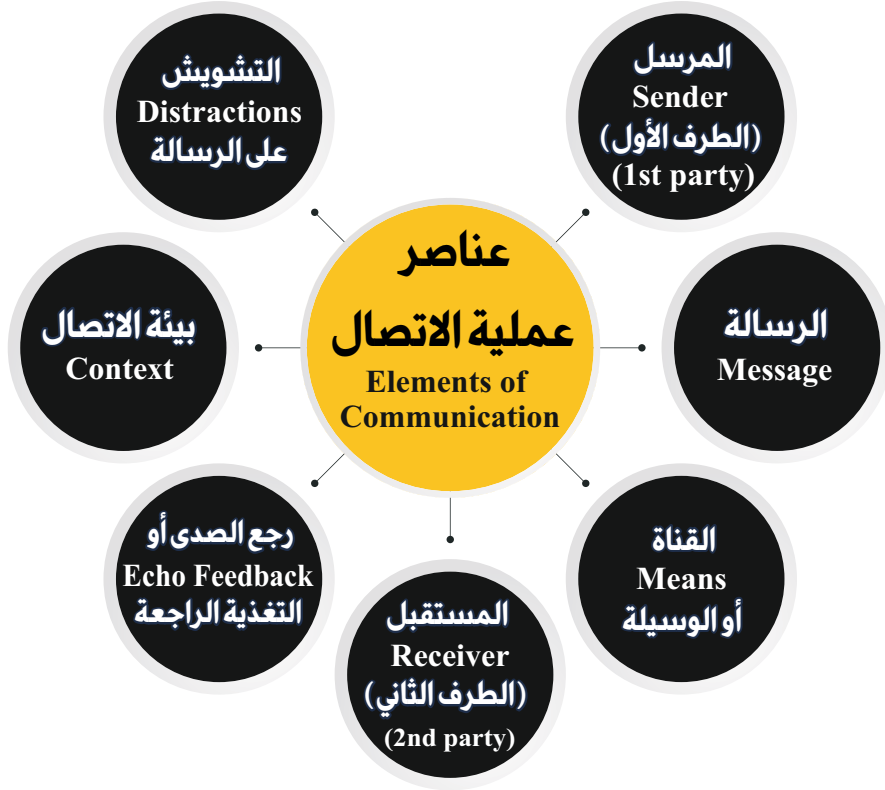 عناصر
عملية الاتصال
Elements of
Communication
المرسل
Sender
(الطرف الأول)
(1st party)
الرسالة
Message
القناة
Means
أو الوسيلة
المستقبل
Receiver
(الطرف الثاني)
(2nd party)
رجع الصدى أو
Echo Feedback
التغذية الراجعة
بيئة الاتصال
Context
التشويش
Distractions
على الرسالة